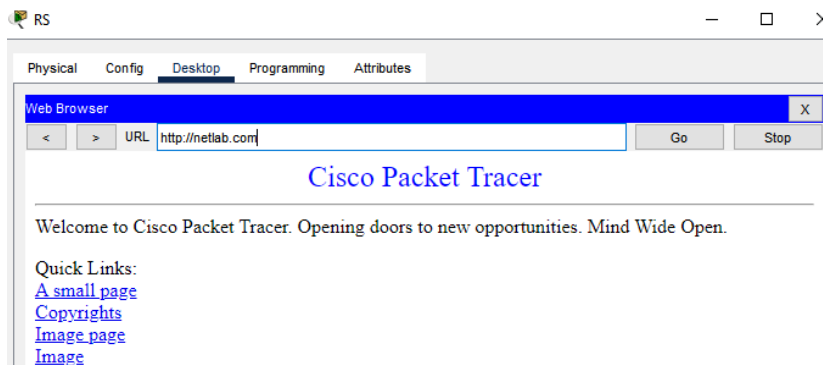 RS
Physical Config Desktop Programming Attributes
Web Browser X
< > URL http://netlab.com Go Stop
Cisco Packet Tracer
Welcome to Cisco Packet Tracer. Opening doors to new opportunities. Mind Wide Open.
Quick Links:
A small page
Copyrights
Image page
Image